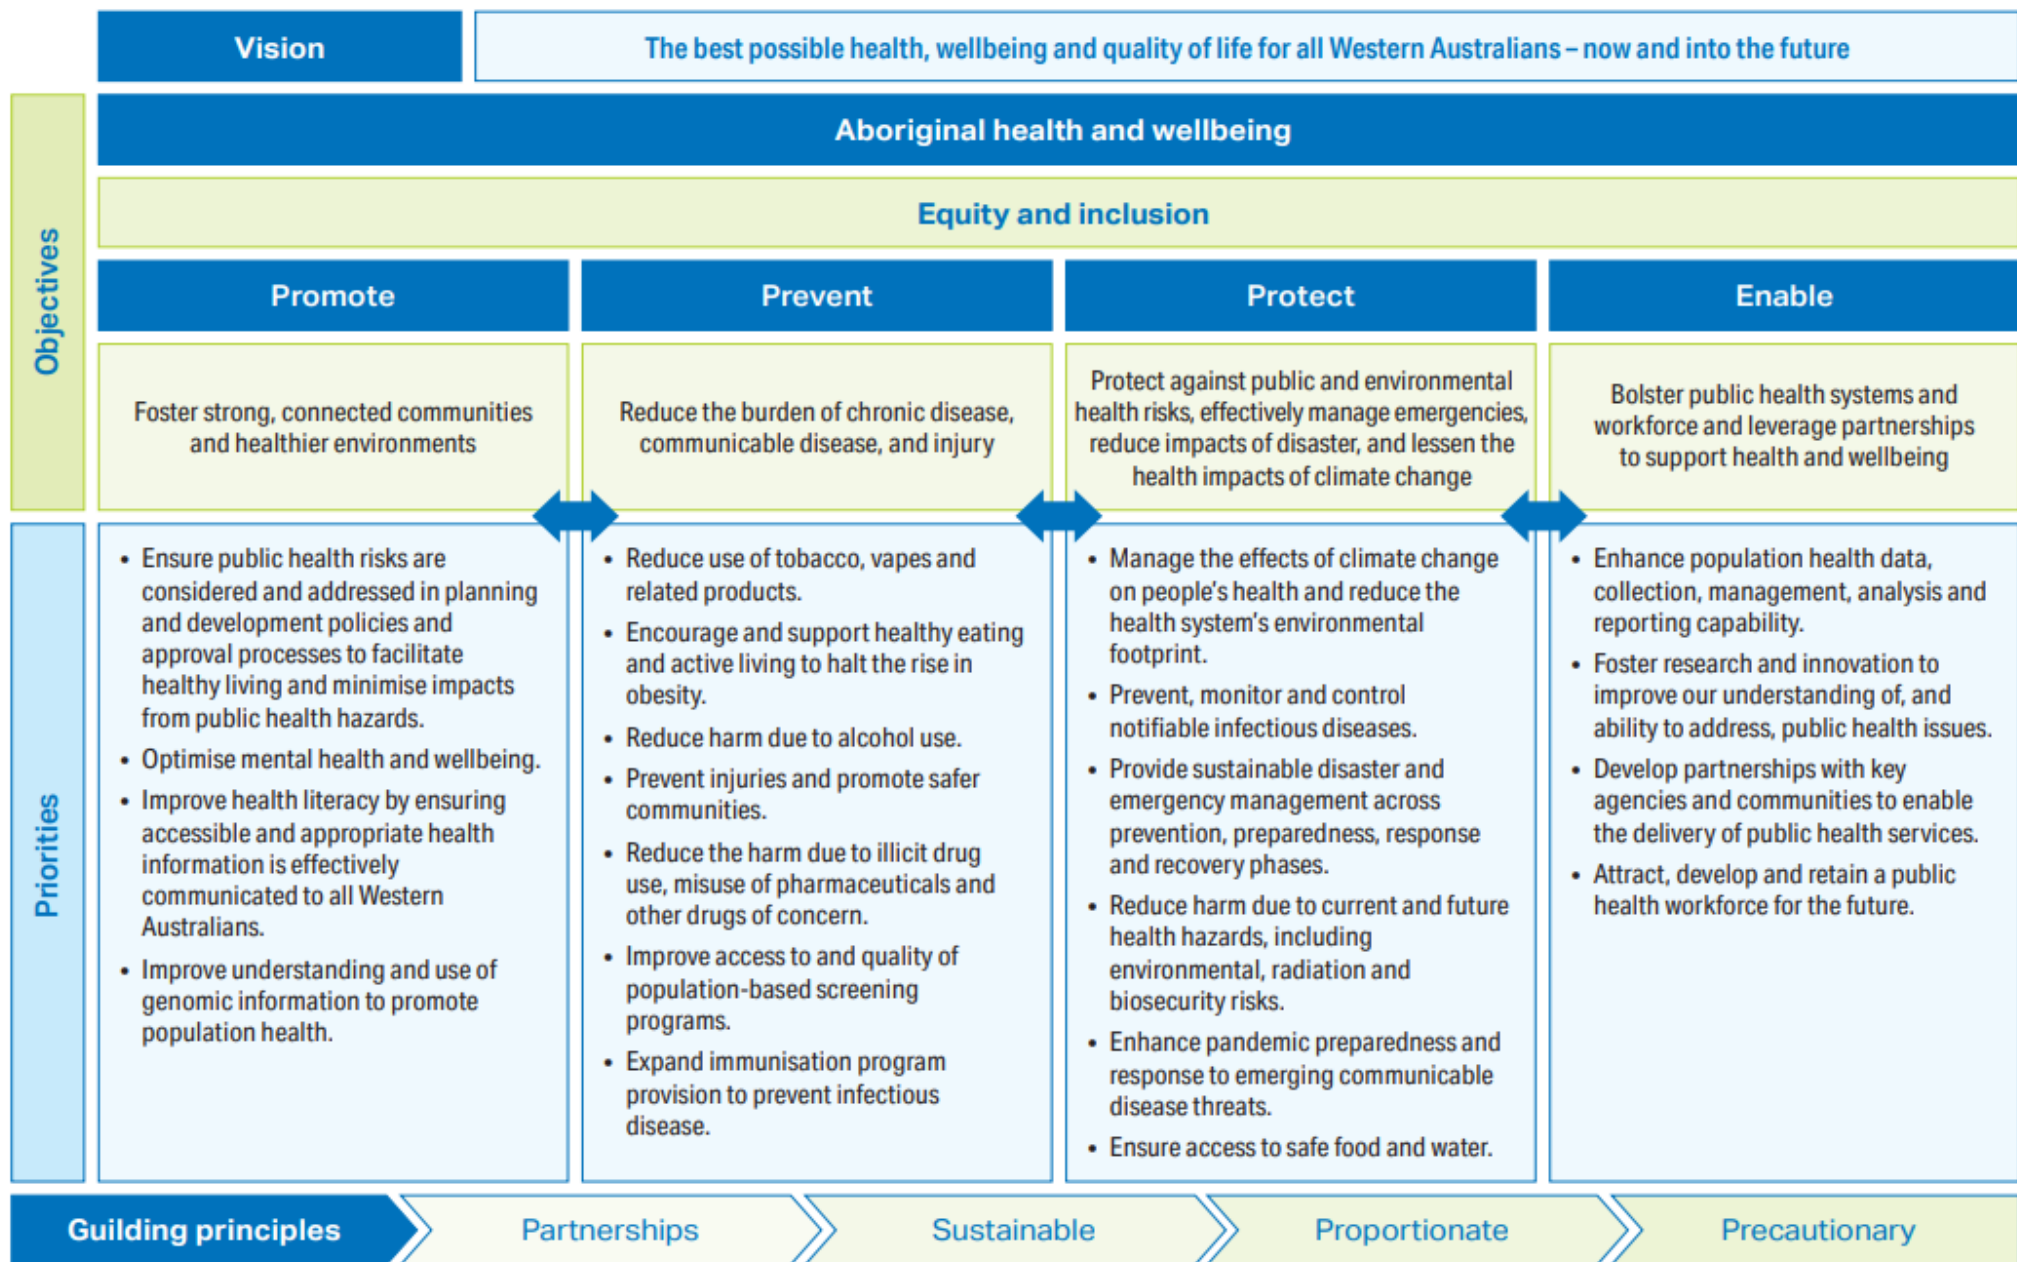 Vision
The best possible health, wellbeing and quality of life for all Western Australians – now and into the future
Objectives
Aboriginal health and wellbeing
Equity and inclusion
Promote
Foster strong, connected communities
and healthier environments
Prevent
Reduce the burden of chronic disease,
communicable disease, and injury
Protect
Protect against public and environmental
health risks, effectively manage emergencies,
reduce impacts of disaster, and lessen the
health impacts of climate change
Enable
Bolster public health systems and
workforce and leverage partnerships
to support health and wellbeing
Priorities
• Ensure public health risks are
considered and addressed in planning
and development policies and
approval processes to facilitate
healthy living and minimise impacts
from public health hazards.
• Optimise mental health and wellbeing.
• Improve health literacy by ensuring
accessible and appropriate health
information is effectively
communicated to all Western
Australians.
• Improve understanding and use of
genomic information to promote
population health.
• Reduce use of tobacco, vapes and
related products.
• Encourage and support healthy eating
and active living to halt the rise in
obesity.
• Reduce harm due to alcohol use.
• Prevent injuries and promote safer
communities.
• Reduce the harm due to illicit drug
use, misuse of pharmaceuticals and
other drugs of concern.
• Improve access to and quality of
population-based screening
programs.
• Expand immunisation program
provision to prevent infectious
disease.
• Manage the effects of climate change
on people's health and reduce the
health system's environmental
footprint.
• Prevent, monitor and control
notifiable infectious diseases.
• Provide sustainable disaster and
emergency management across
prevention, preparedness, response
and recovery phases.
• Reduce harm due to current and future
health hazards, including
environmental, radiation and
biosecurity risks.
• Enhance pandemic preparedness and
response to emerging communicable
disease threats.
• Ensure access to safe food and water.
• Enhance population health data,
collection, management, analysis and
reporting capability.
• Foster research and innovation to
improve our understanding of, and
ability to address, public health issues.
• Develop partnerships with key
agencies and communities to enable
the delivery of public health services.
• Attract, develop and retain a public
health workforce for the future.
Guilding principles
Partnerships
Sustainable
Proportionate
Precautionary